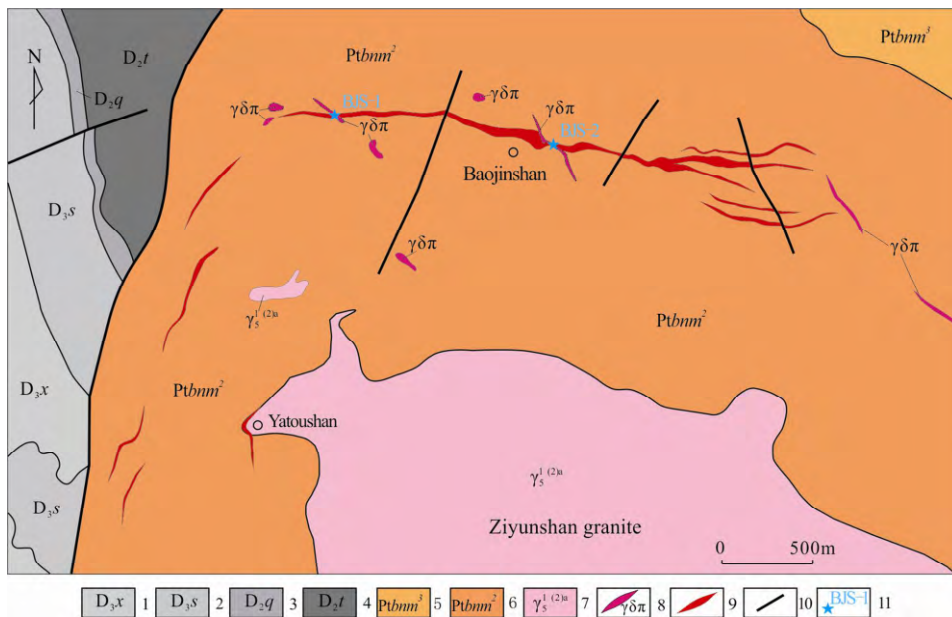 Ptbnm³
D₂t
Ptbnm²
N
D₂q
γδπ
BJS-1
γδπ
γδπ
γδπ
BJS-2
Baojinshan
D₃s
γδπ
γδπ
γ₅¹⁽²⁾ᵃ
Ptbnm²
D₃x
Ptbnm²
Yatoushan
γ₅¹⁽²⁾ᵃ
D₃s
Ziyunshan granite
0 500m
D₃x 1 D₃s 2 D₂q 3 D₂t 4 Ptbnm³ 5 Ptbnm² 6 γ₅¹⁽²⁾ᵃ 7 γδπ 8 9 10 BJS-1 11